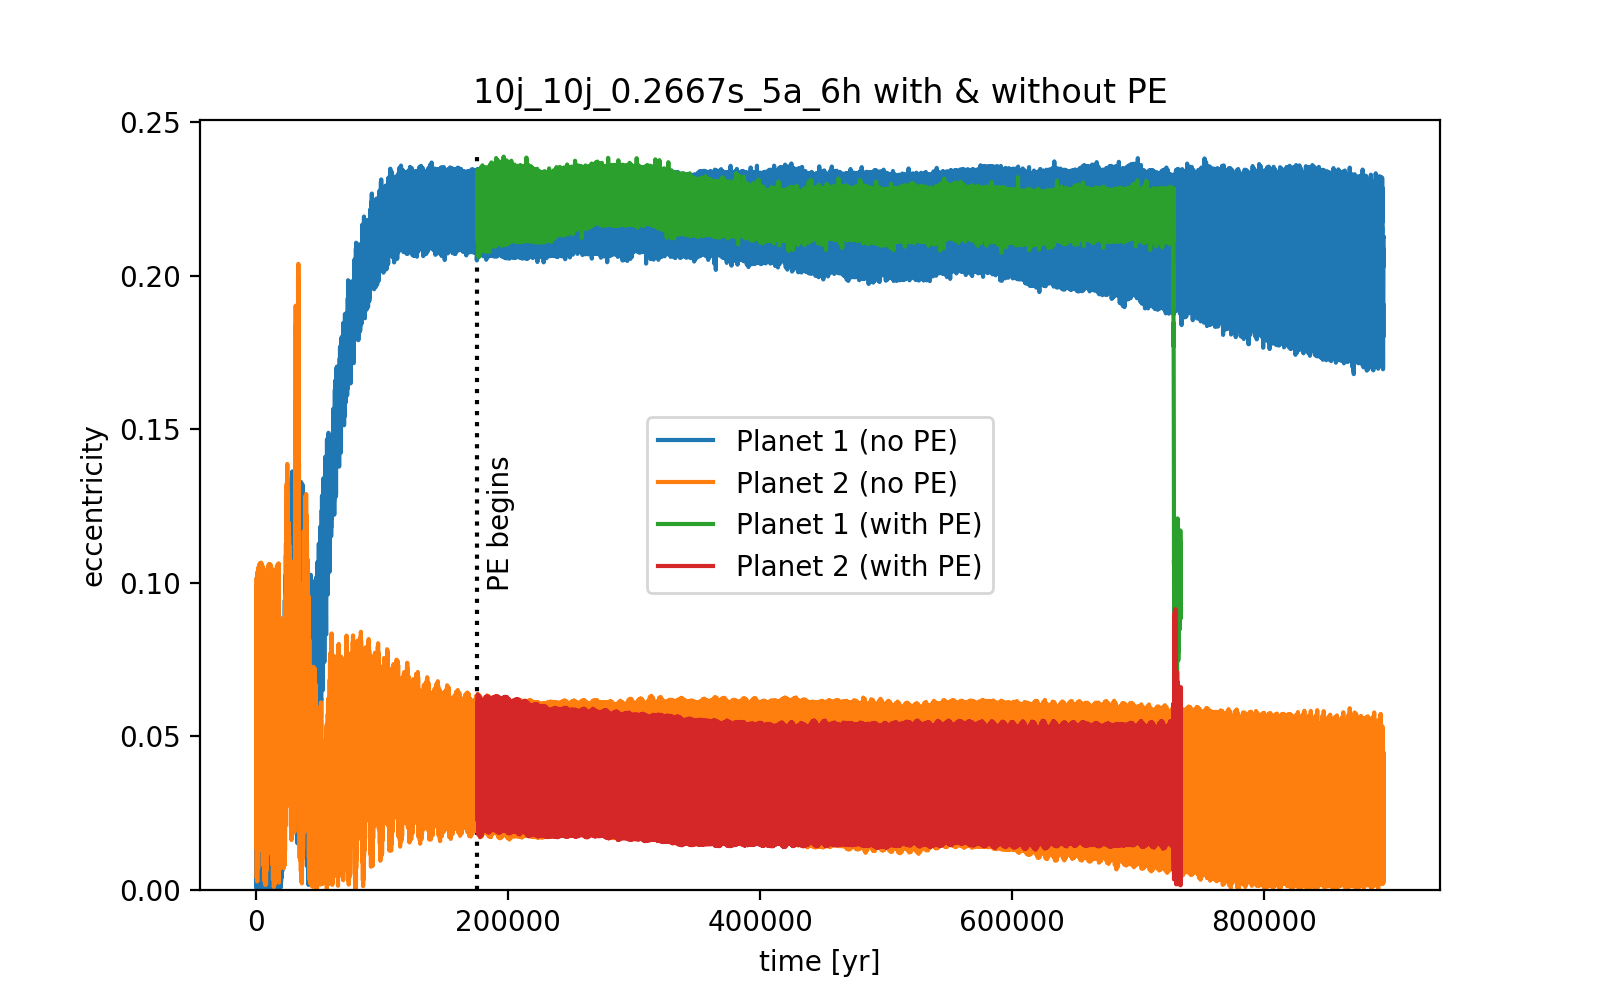 10j_10j_0.2667s_5a_6h with & without PE
0.25
0.20
0.15
0.10
0.05
0.00
eccentricity
PE begins
Planet 1 (no PE)
Planet 2 (no PE)
Planet 1 (with PE)
Planet 2 (with PE)
0
200000
400000
600000
800000
time [yr]